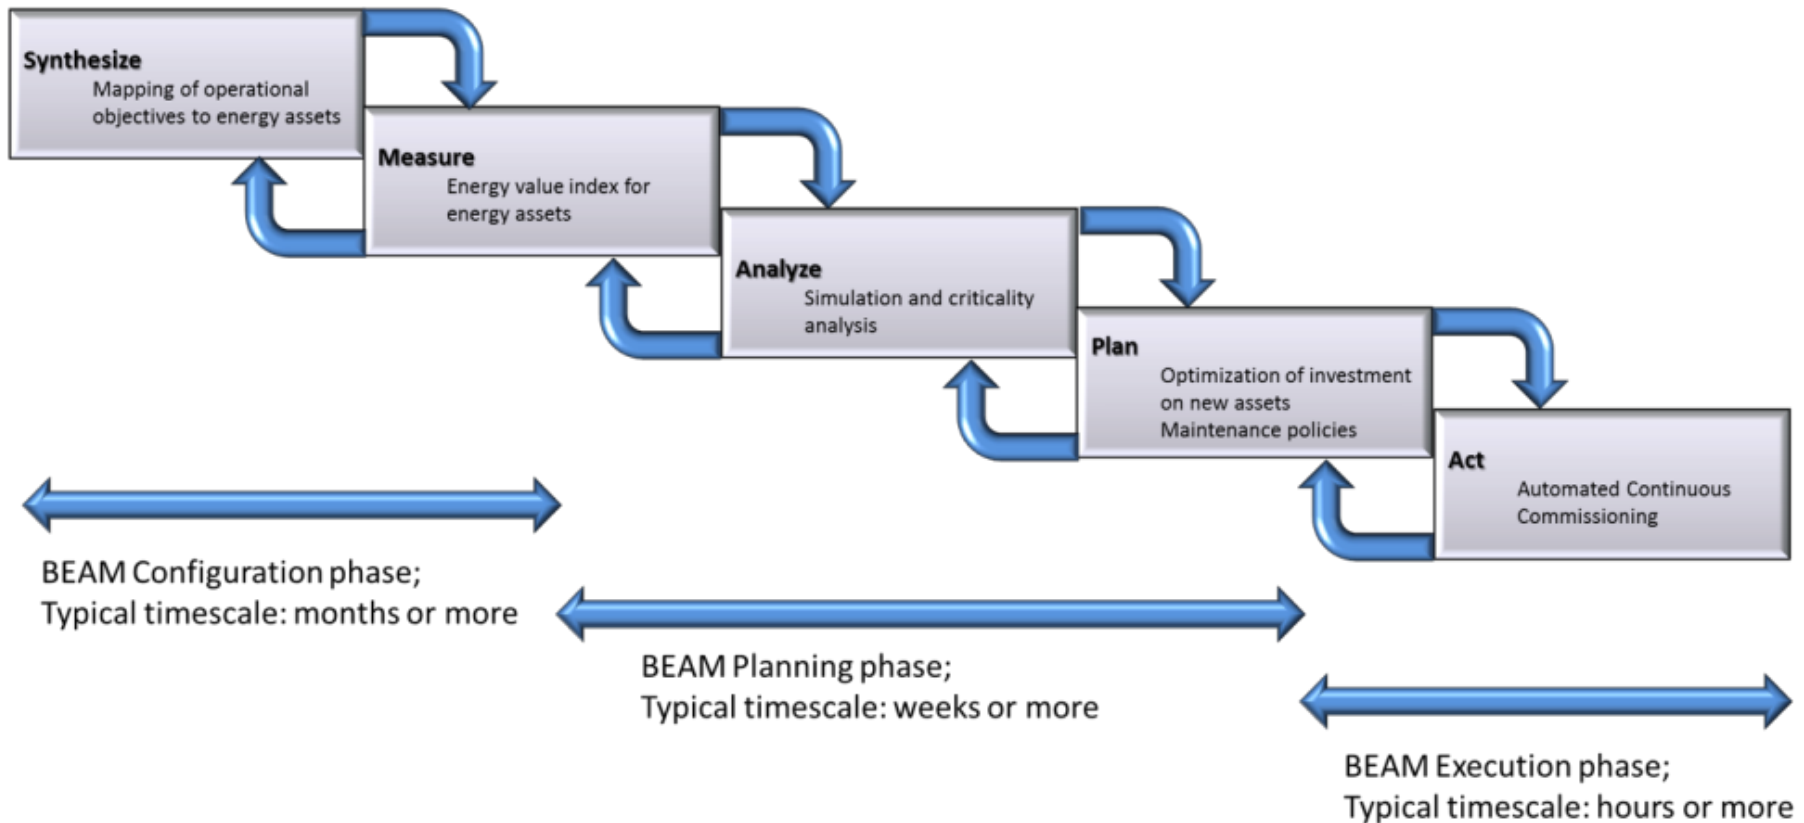 Synthesize
Mapping of operational
objectives to energy assets
Measure
Energy value index for
energy assets
Analyze
Simulation and criticality
analysis
Plan
Optimization of investment
on new assets
Maintenance policies
Act
Automated Continuous
Commissioning
BEAM Configuration phase;
Typical timescale: months or more
BEAM Planning phase;
Typical timescale: weeks or more
BEAM Execution phase;
Typical timescale: hours or more